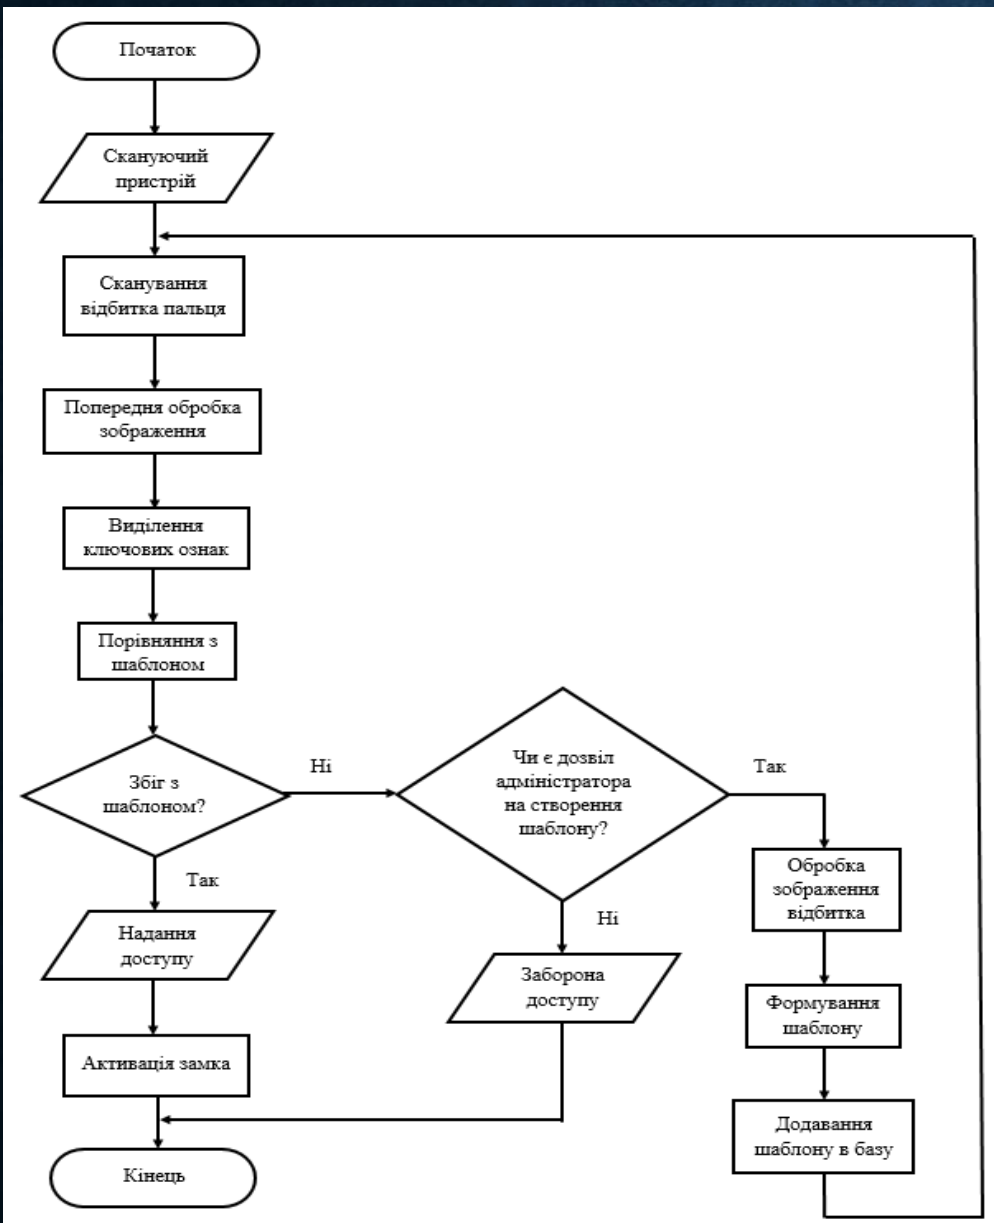 Початок
Скануючий
пристрій
Сканування
відбитка пальця
Попередня обробка
зображення
Виділення
ключових ознак
Порівняння з
шаблоном
Збіг з
шаблоном?
Ні
Чи є дозвіл
адміністратора
на створення
шаблону?
Так
Так
Надання
доступу
Активація замка
Ні
Заборона
доступу
Обробка
зображення
відбитка
Формування
шаблону
Додавання
шаблону в базу
Кінець